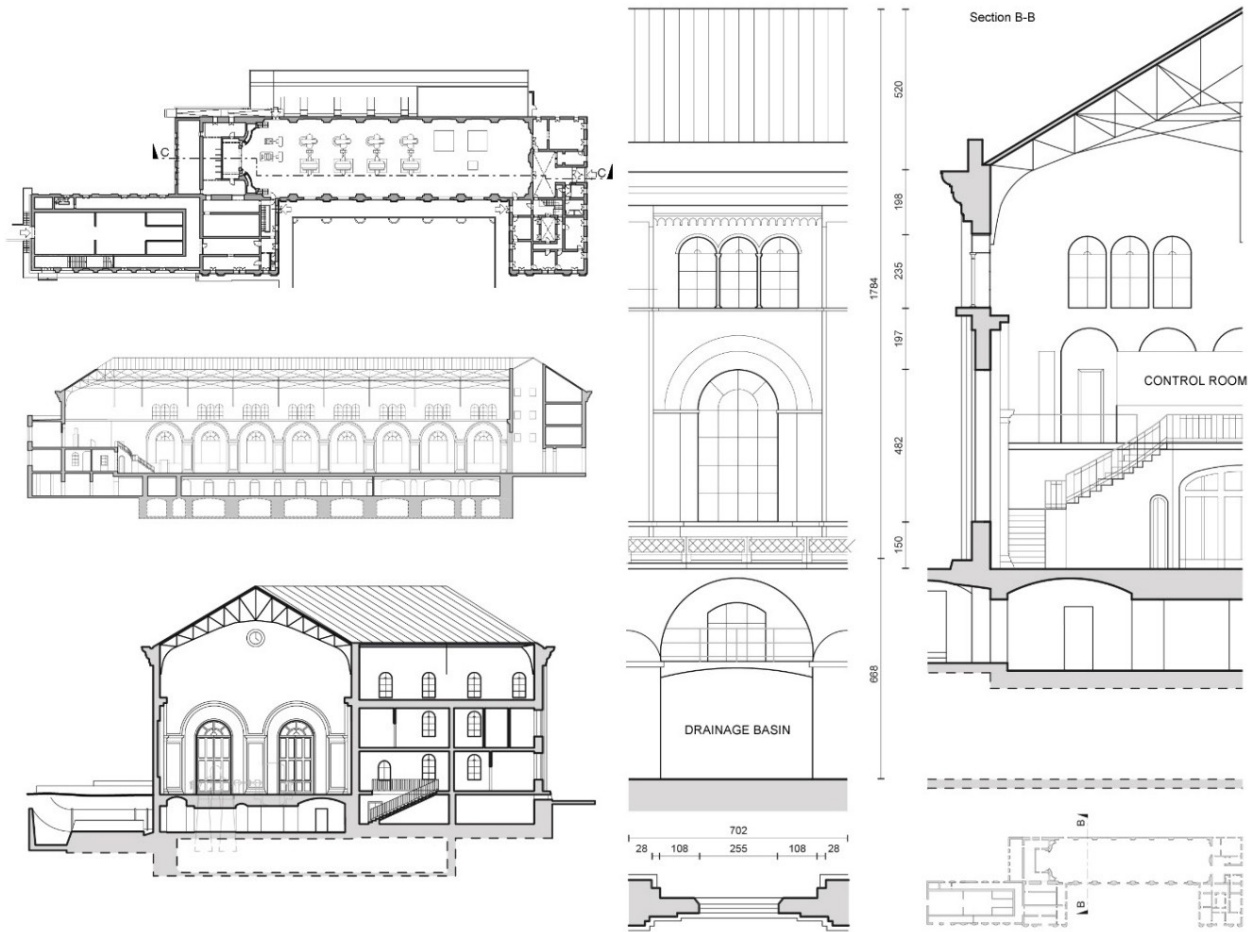 C
C
520
198
235
1784
197
482
150
668
DRAINAGE BASIN
702
28
108
255
108
28
Section B-B
CONTROL ROOM
B
B